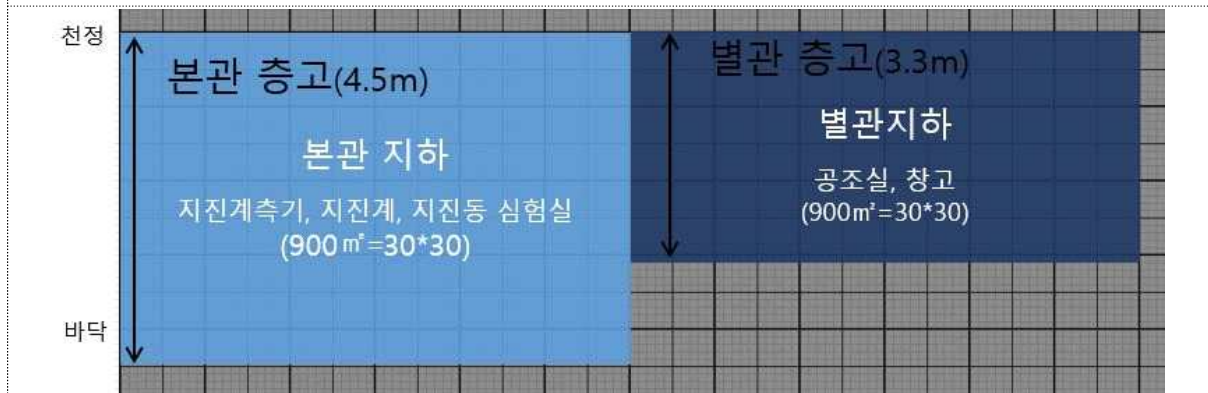 천정
본관 층고(4.5m)
본관 지하
지진계측기, 지진계, 지진동 심험실
(900㎡=30*30)
별관 층고(3.3m)
별관지하
공조실, 창고
(900㎡=30*30)
바닥